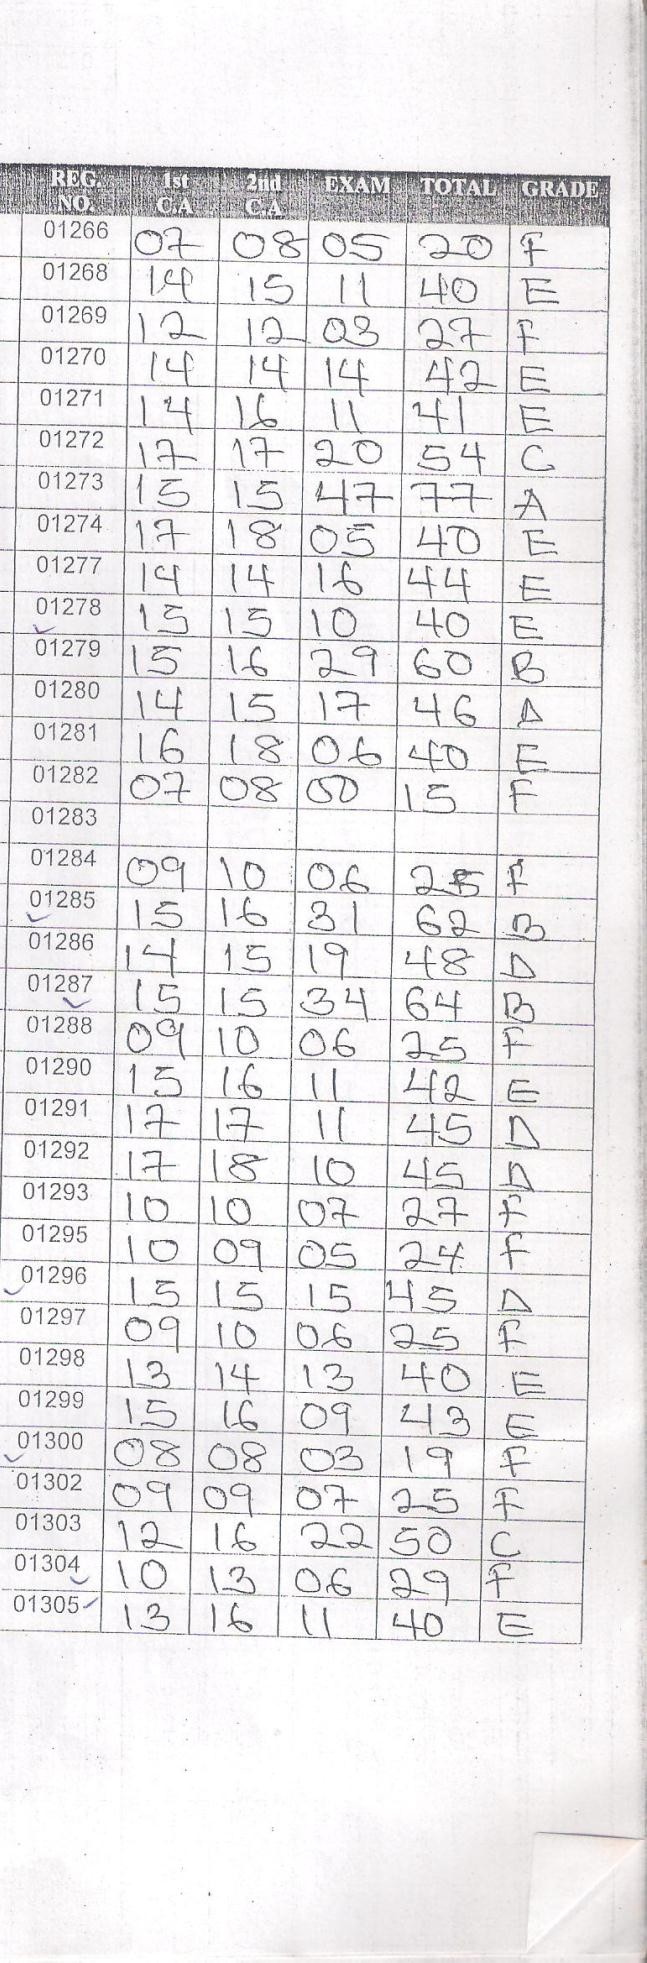 REG. NO. 1st C.A 2nd C.A. EXAM TOTAL GRADE
01266 07 08 05 20 F
01268 14 15 11 40 E
01269 12 12 03 27 F
01270 14 14 14 42 E
01271 14 16 11 41 E
01272 17 17 20 54 C
01273 15 15 47 77 A
01274 17 18 05 40 E
01277 14 14 16 44 E
01278 15 15 10 40 E
01279 15 16 29 60 B
01280 14 15 17 46 D
01281 16 18 06 40 E
01282 07 08 00 15 F
01283
01284 09 10 06 25 F
01285 15 16 31 62 B
01286 14 15 19 48 D
01287 15 15 34 64 B
01288 09 10 06 25 F
01290 15 16 11 42 E
01291 17 17 11 45 D
01292 17 18 10 45 D
01293 10 10 07 27 F
01295 10 09 05 24 F
01296 15 15 15 45 D
01297 09 10 06 25 F
01298 13 14 13 40 E
01299 15 16 09 43 E
01300 08 08 03 19 F
01302 09 09 07 25 F
01303 12 16 22 50 C
01304 10 13 06 29 F
01305 13 16 11 40 E